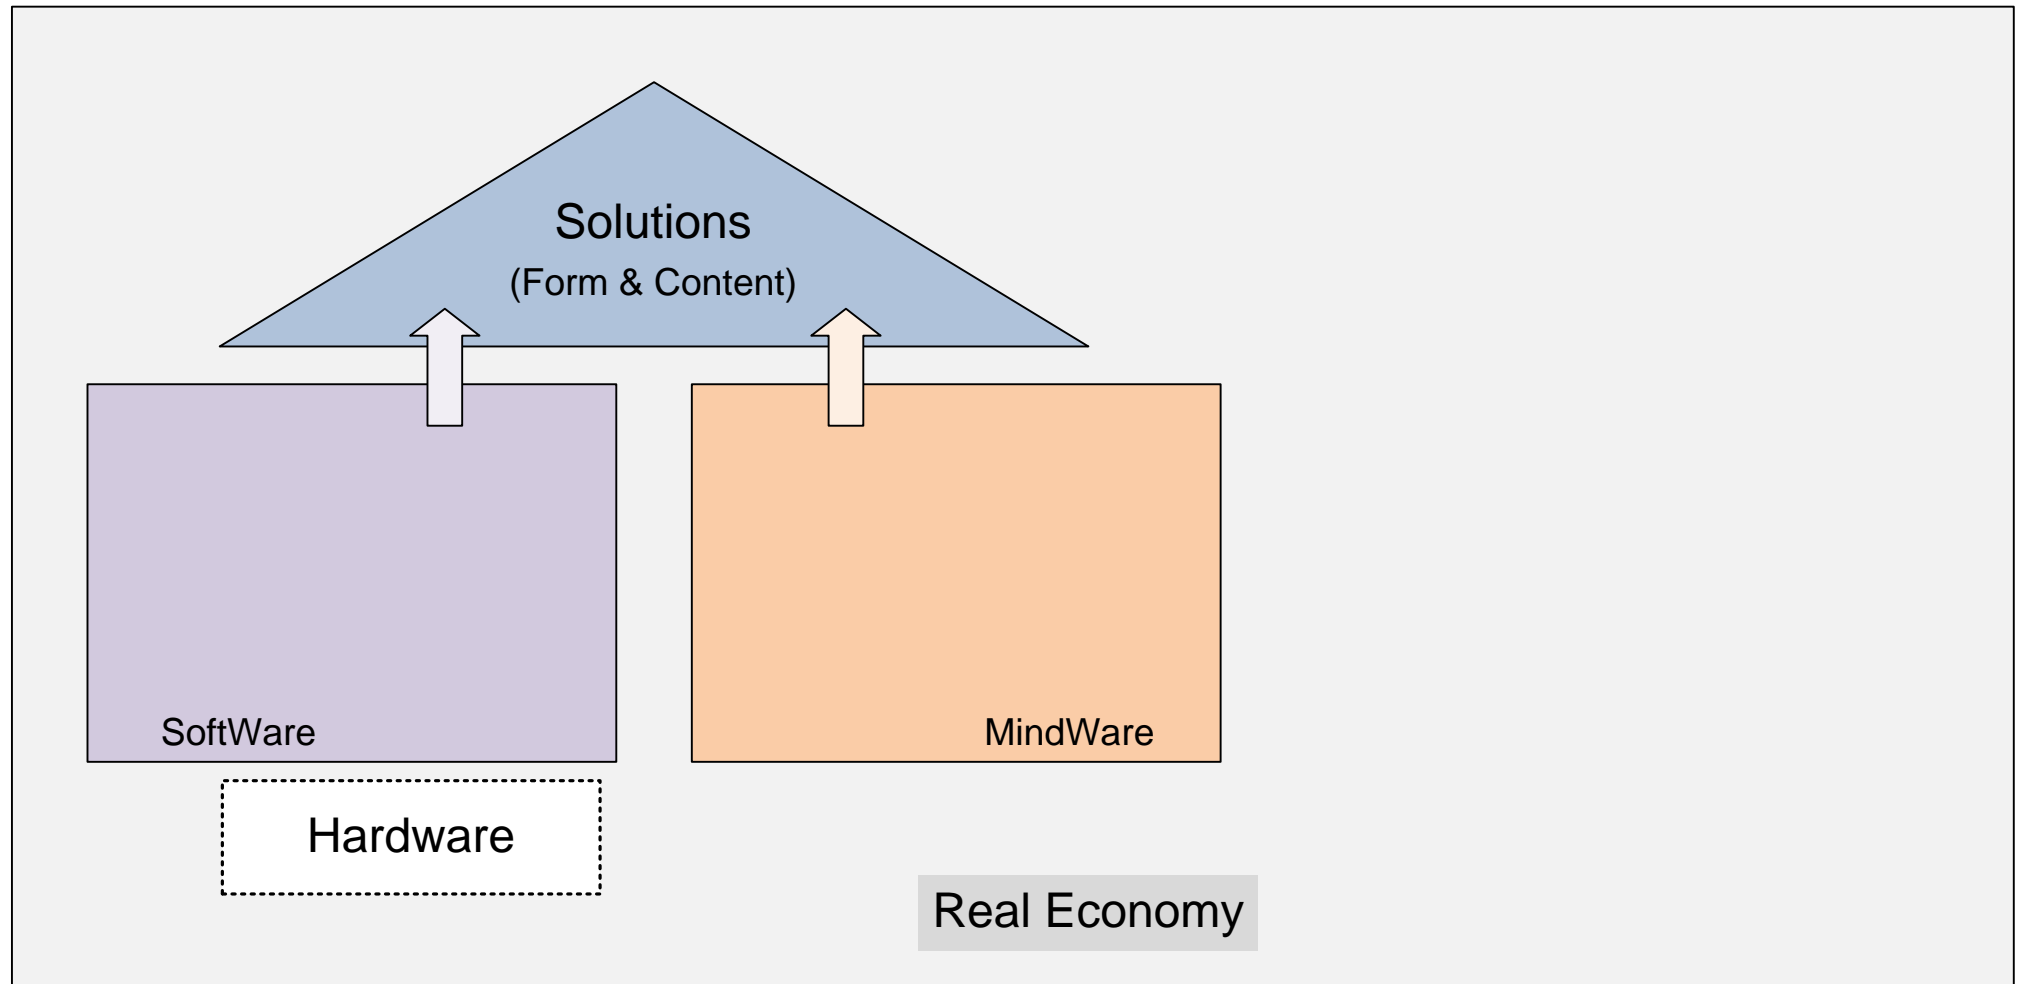 Solutions
(Form & Content)
SoftWare
MindWare
Hardware
Real Economy